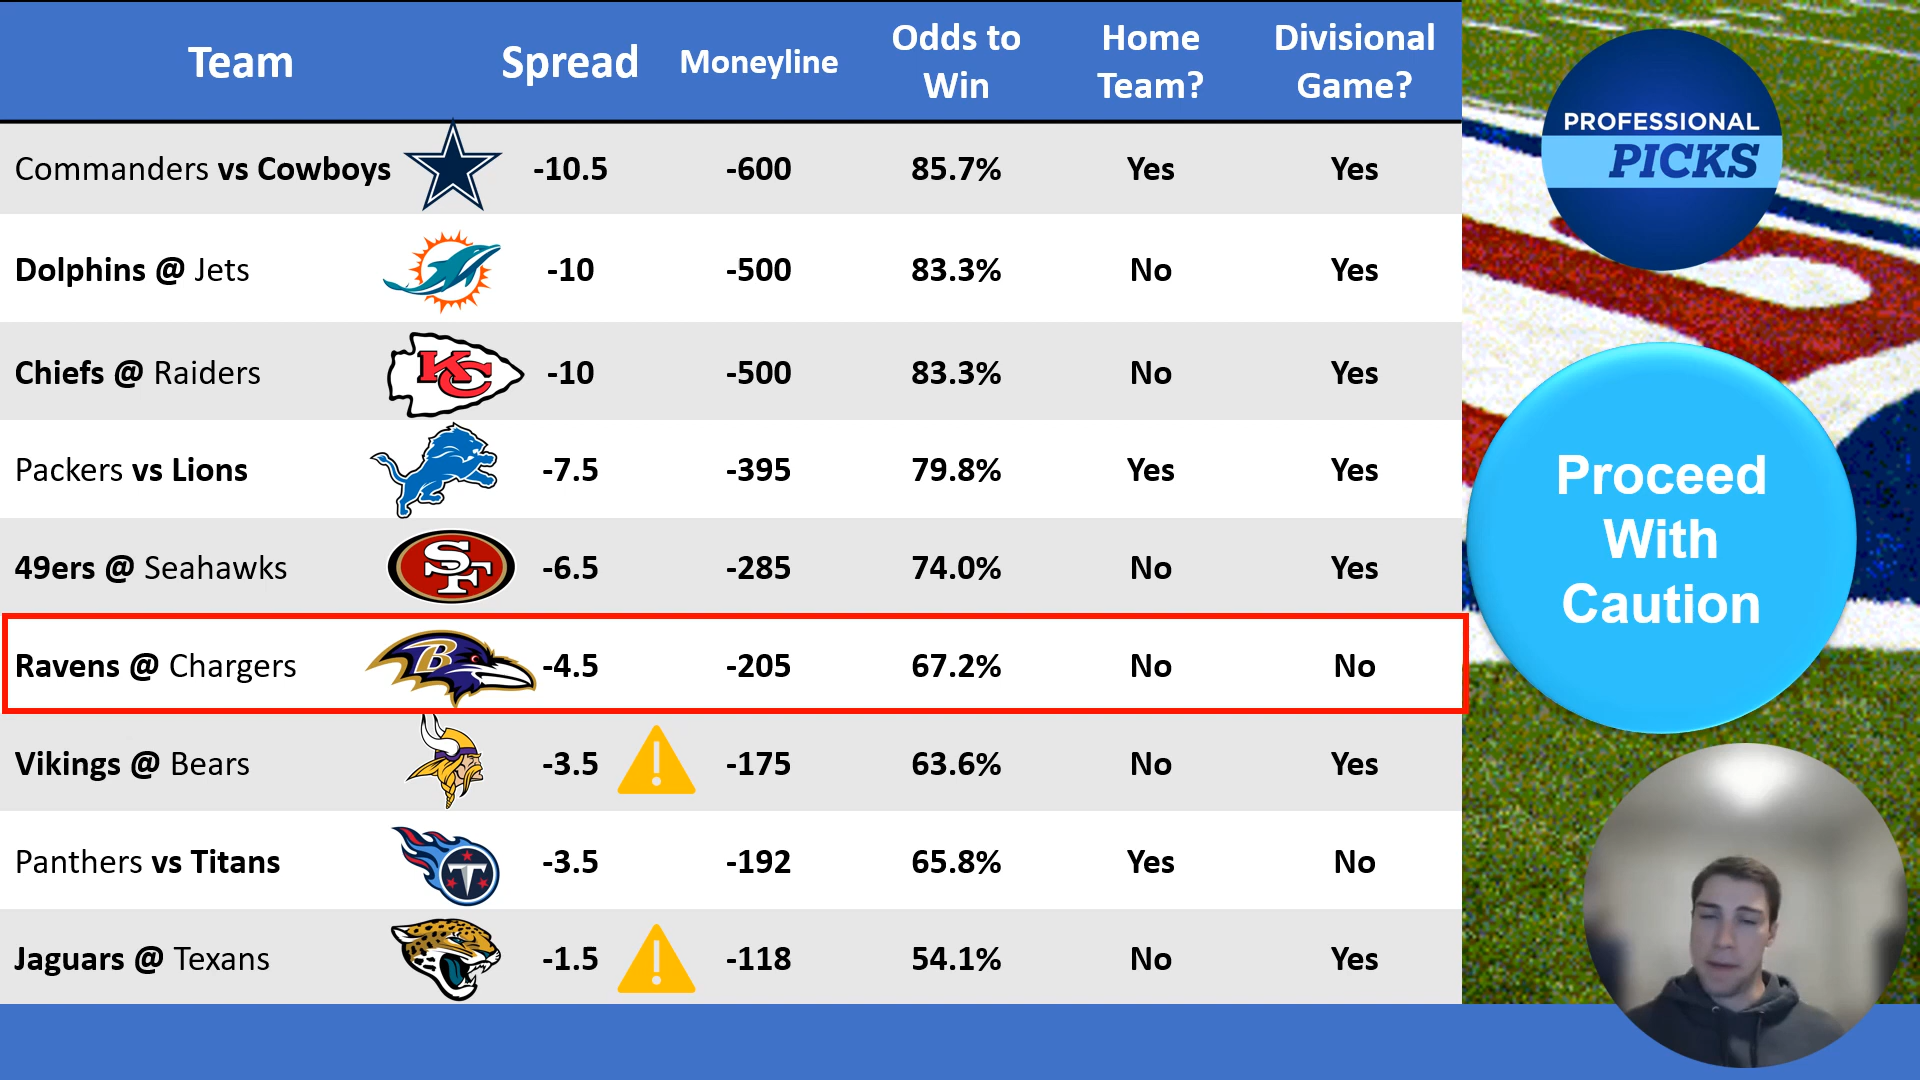 Team Spread Moneyline Odds to Win Home Team? Divisional Game?
Commanders vs Cowboys -10.5 -600 85.7% Yes Yes
Dolphins @ Jets -10 -500 83.3% No Yes
Chiefs @ Raiders KC -10 -500 83.3% No Yes
Packers vs Lions -7.5 -395 79.8% Yes Yes
49ers @ Seahawks SF -6.5 -285 74.0% No Yes
Ravens @ Chargers B -4.5 -205 67.2% No No
Vikings @ Bears -3.5 ! -175 63.6% No Yes
Panthers vs Titans T -3.5 -192 65.8% Yes No
Jaguars @ Texans -1.5 ! -118 54.1% No Yes
PROFESSIONAL
PICKS
Proceed
With
Caution